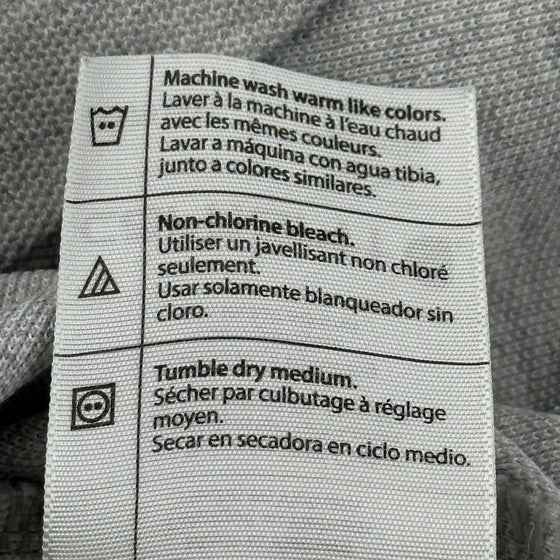 Machine wash warm like colors.
Laver à la machine à l'eau chaud
avec les mêmes couleurs.
Lavar a máquina con agua tibia,
junto a colores similares.
Non-chlorine bleach.
Utiliser un javellisant non chloré
seulement.
Usar solamente blanqueador sin
cloro.
Tumble dry medium.
Sécher par culbutage à réglage
moyen.
Secar en secadora en ciclo medio.